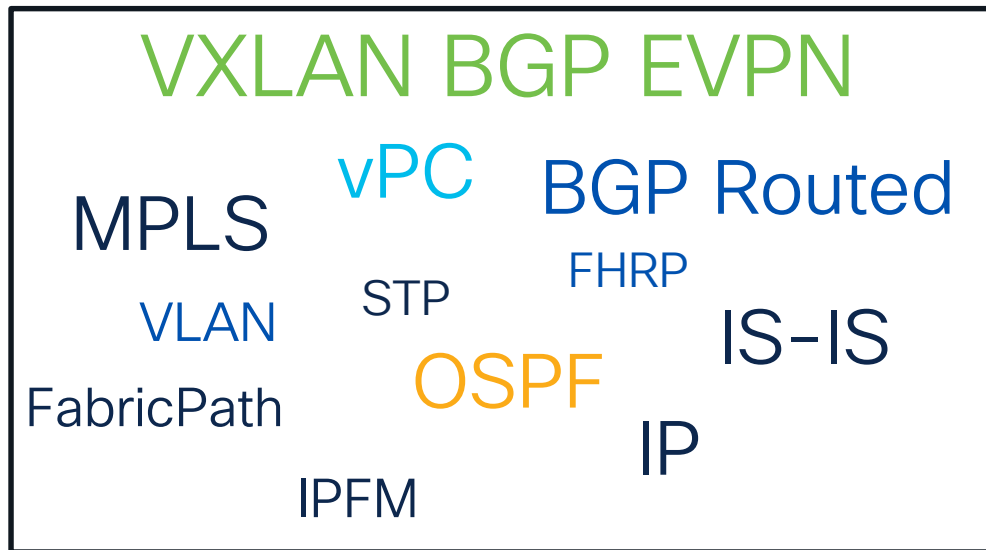 VXLAN BGP EVPN
vPC
BGP Routed
MPLS
FHRP
STP
VLAN
IS-IS
OSPF
FabricPath
IP
IPFM